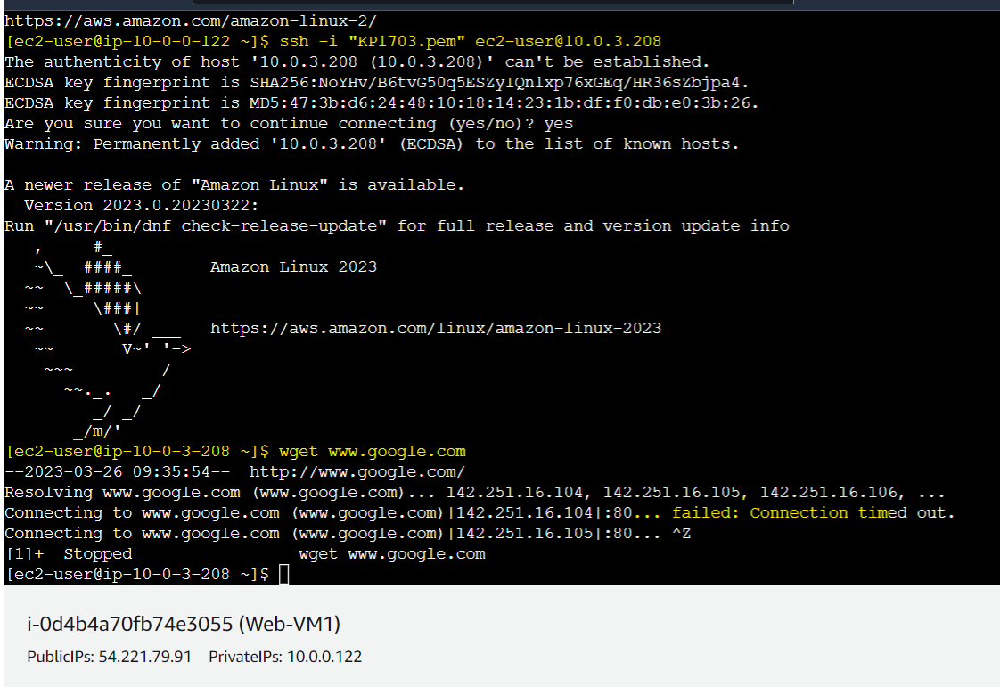 https://aws.amazon.com/amazon-linux-2/
[ec2-user@ip-10-0-0-122 ~]$ ssh -i "KP1703.pem" ec2-user@10.0.3.208
The authenticity of host '10.0.3.208 (10.0.3.208)' can't be established.
ECDSA key fingerprint is SHA256:NoYHv/B6tvG50q5ESZyIQn1xp76xGEq/HR36sZbjpa4.
ECDSA key fingerprint is MD5:47:3b:d6:24:48:10:18:14:23:1b:df:f0:db:e0:3b:26.
Are you sure you want to continue connecting (yes/no)? yes
Warning: Permanently added '10.0.3.208' (ECDSA) to the list of known hosts.

A newer release of "Amazon Linux" is available.
  Version 2023.0.20230322:
Run "/usr/bin/dnf check-release-update" for full release and version update info
   ,     #_
   ~\_  ####_        Amazon Linux 2023
  ~~  \_#####\
  ~~     \###|
  ~~       \#/ ___   https://aws.amazon.com/linux/amazon-linux-2023
   ~~       V~' '->
    ~~~         /
      ~~._.   _/
         _/ _/
       _/m/'
[ec2-user@ip-10-0-3-208 ~]$ wget www.google.com
--2023-03-26 09:35:54--  http://www.google.com/
Resolving www.google.com (www.google.com)... 142.251.16.104, 142.251.16.105, 142.251.16.106, ...
Connecting to www.google.com (www.google.com)|142.251.16.104|:80... failed: Connection timed out.
Connecting to www.google.com (www.google.com)|142.251.16.105|:80... ^Z
[1]+  Stopped                 wget www.google.com
[ec2-user@ip-10-0-3-208 ~]$
i-0d4b4a70fb74e3055 (Web-VM1)
PublicIPs: 54.221.79.91    PrivateIPs: 10.0.0.122